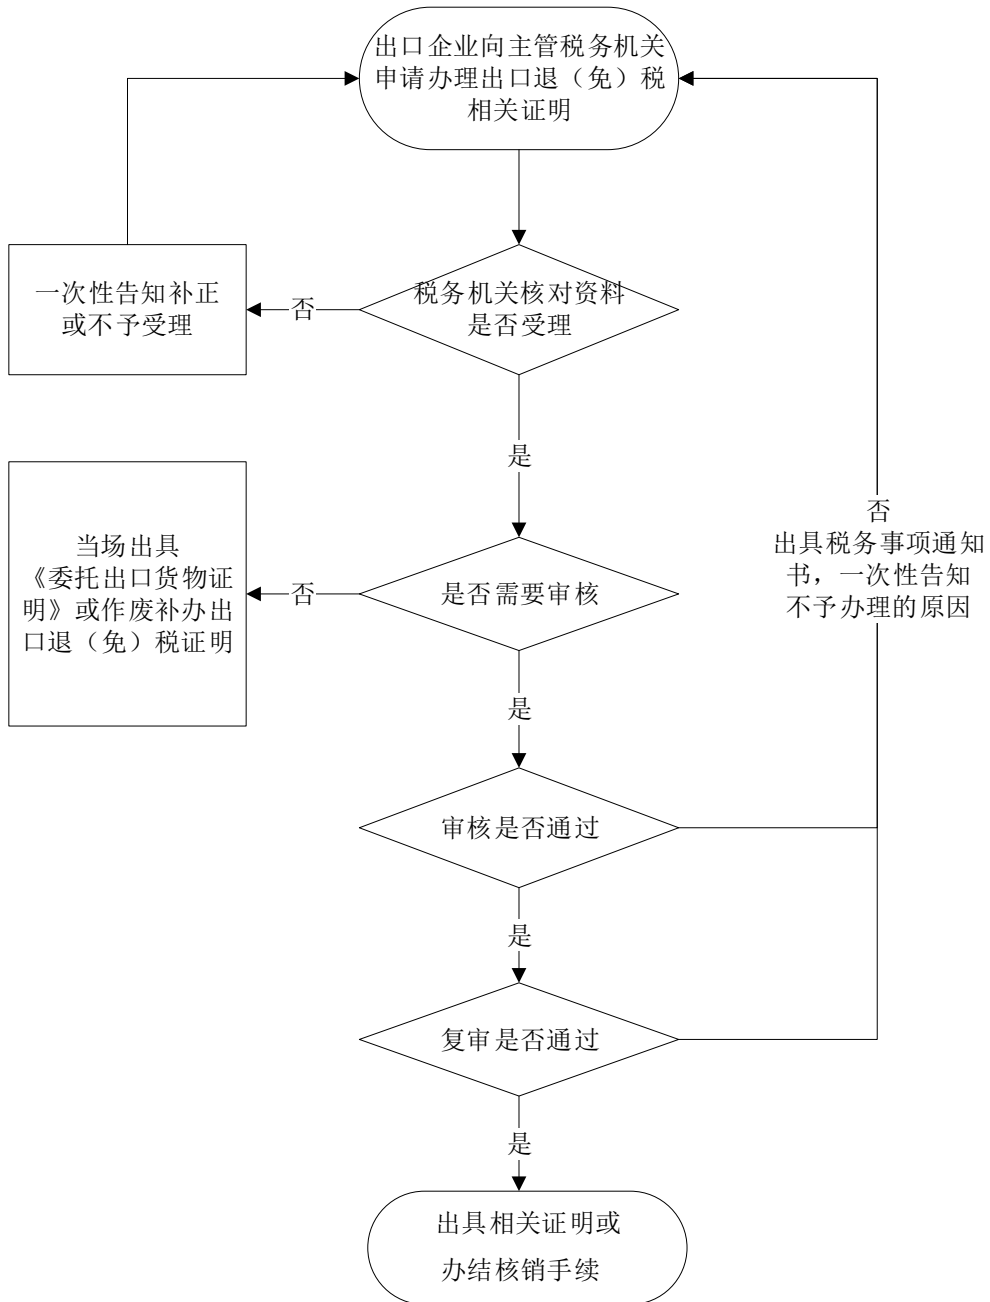 出口企业向主管税务机关
申请办理出口退（免）税
相关证明
税务机关核对资料
是否受理
否
一次性告知补正
或不予受理
是
是否需要审核
否
当场出具
《委托出口货物证
明》或作废补办出
口退（免）税证明
是
审核是否通过
否
出具税务事项通知
书，一次性告知
不予办理的原因
是
复审是否通过
是
出具相关证明或
办结核销手续